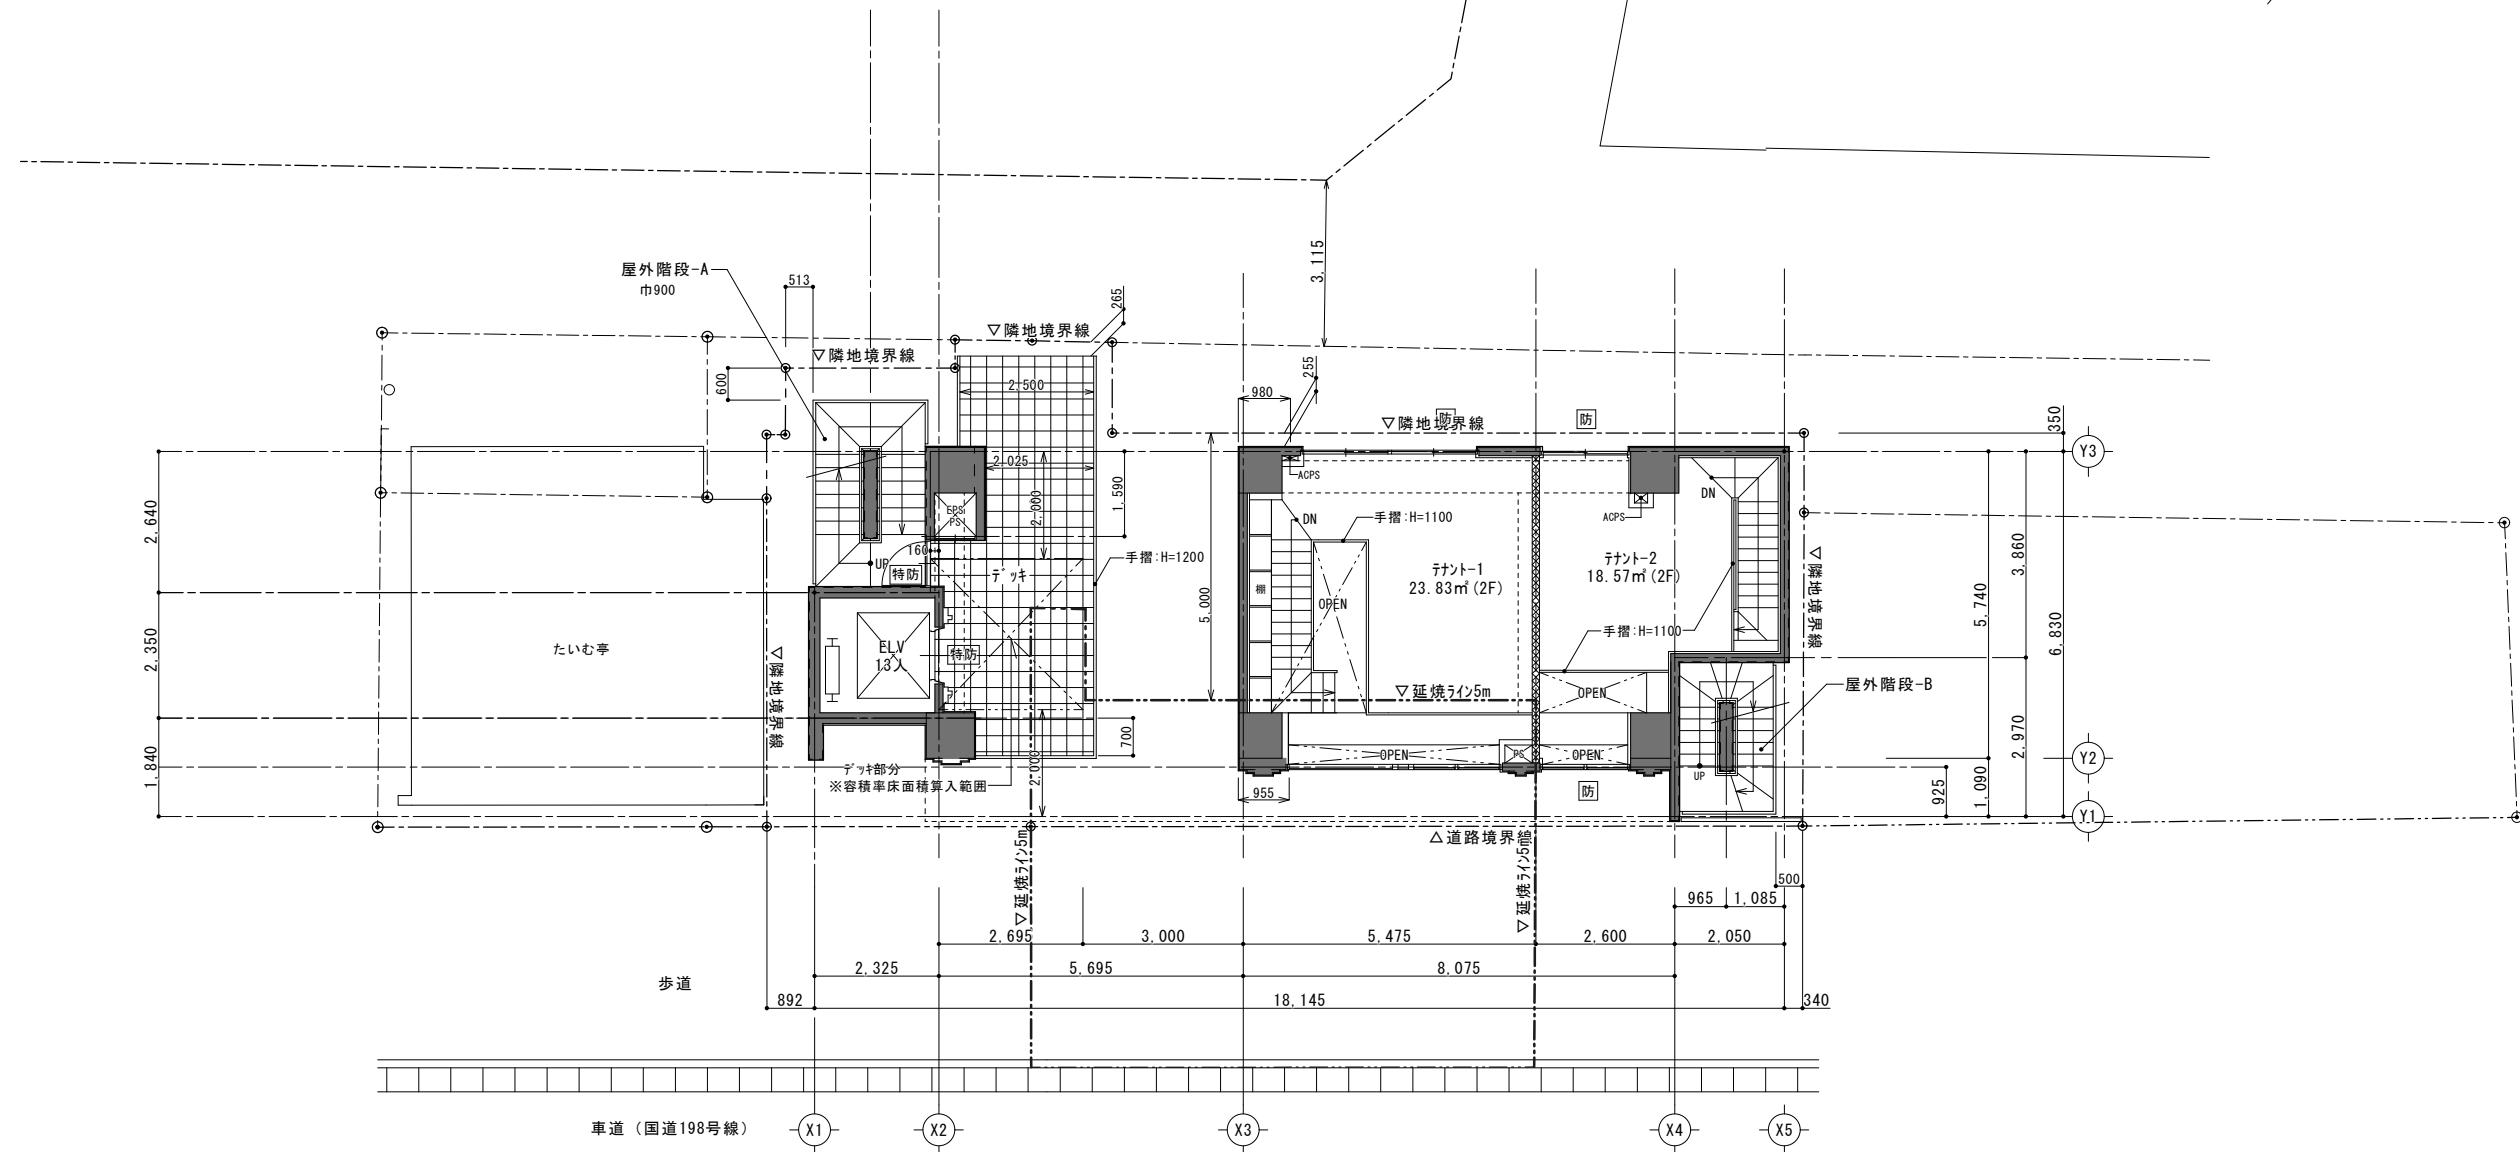 3,115
屋外階段-A
巾900
513
265
▽隣地境界線
▽隣地境界線
600
2,500
255
980
▽隣地境界線
防
防
350
Y3
2,025
ACPS
DN
2,640
EPS
PS
2,000
1,590
ACPS
DN
手摺:H=1100
160
UP
特防
デッキ
手摺:H=1200
テナント-1
23.83㎡(2F)
テナント-2
18.57㎡(2F)
▽隣地境界線
3,860
5,740
6,830
棚
OPEN
5,000
手摺:H=1100
たいむ亭
2,350
ELV
13人
特防
▽隣地境界線
▽延焼ライン5m
OPEN
屋外階段-B
700
2,970
1,840
デッキ部分
※容積率床面積算入範囲
2,000
OPEN
PS
OPEN
UP
Y2
955
防
925
1,090
Y1
△道路境界線
▽延焼ライン5m
▽延焼ライン5m
500
965
1,085
2,695
3,000
5,475
2,600
2,050
2,325
5,695
8,075
歩道
892
18,145
340
車道（国道198号線）
X1
X2
X3
X4
X5